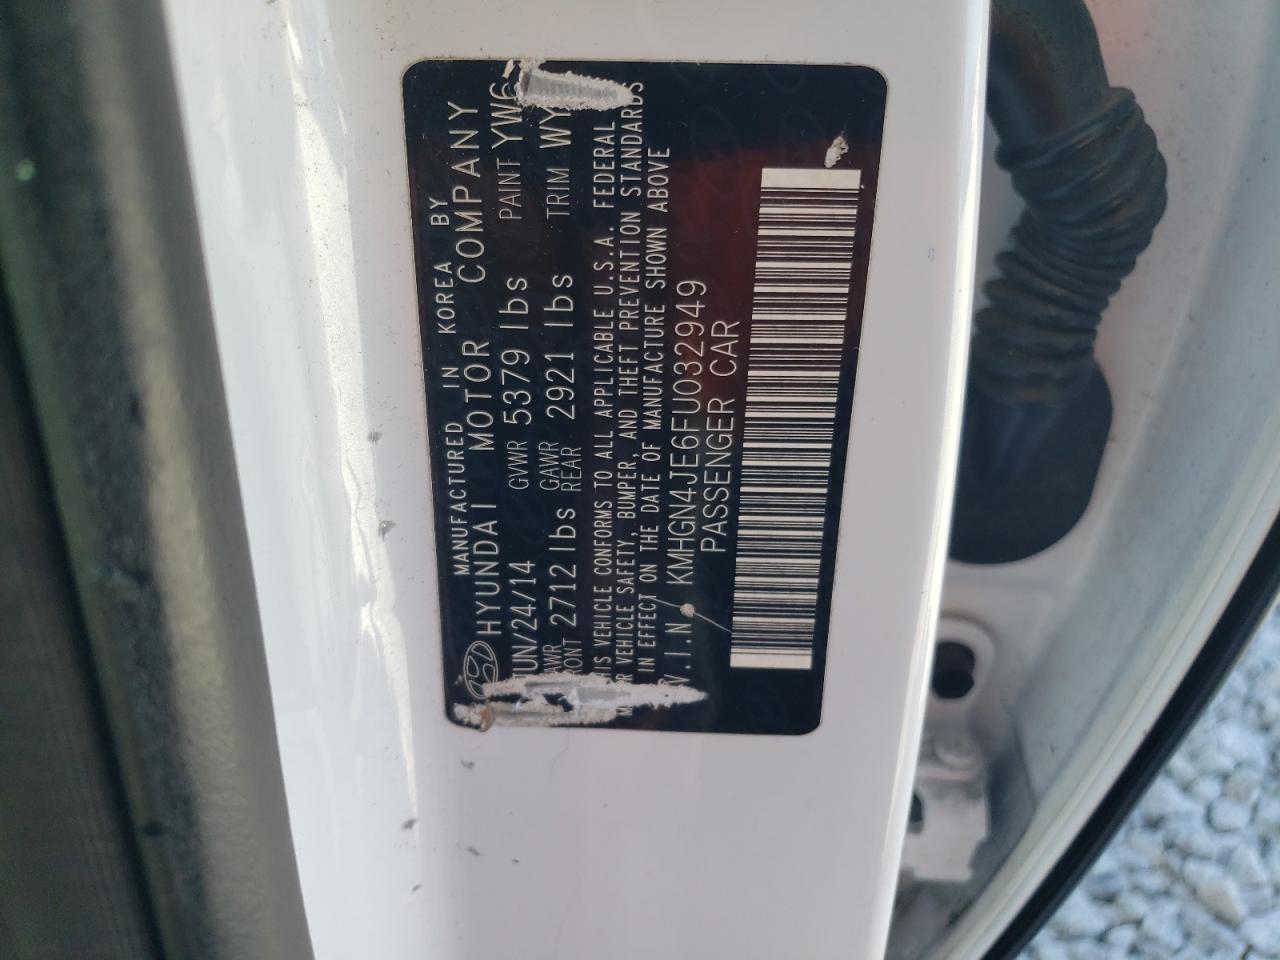 MANUFACTURED IN KOREA BY
HYUNDAI MOTOR COMPANY
JUN/24/14 GVWR 5379 lbs PAINT YW6
GAWR FRONT 2712 lbs GAWR REAR 2921 lbs TRIM WY
THIS VEHICLE CONFORMS TO ALL APPLICABLE U.S.A. FEDERAL
VEHICLE SAFETY, BUMPER, AND THEFT PREVENTION STANDARDS
IN EFFECT ON THE DATE OF MANUFACTURE SHOWN ABOVE
V.I.N / KMHGN4JE6FU032949
PASSENGER CAR